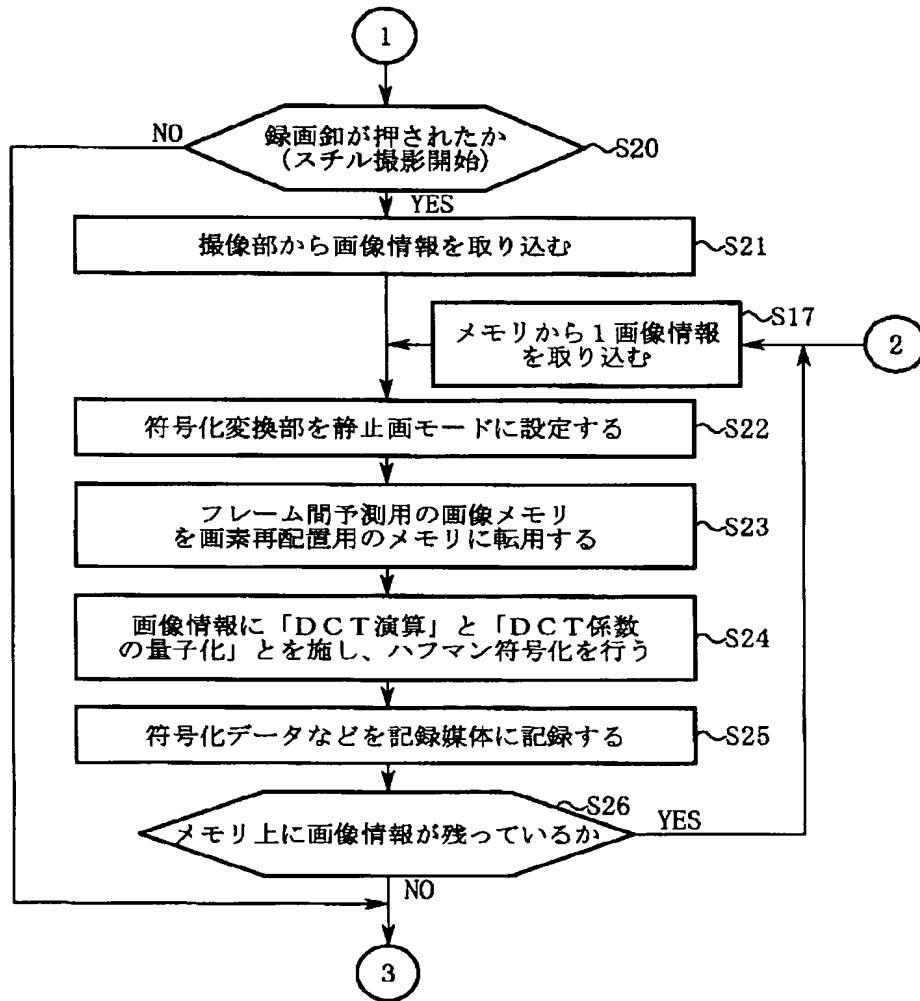 1
録画釦が押されたか
(スチル撮影開始)
NO
S20
YES
撮像部から画像情報を取り込む
S21
S17
メモリから1画像情報
を取り込む
2
符号化変換部を静止画モードに設定する
S22
フレーム間予測用の画像メモリ
を画素再配置用のメモリに転用する
S23
画像情報に「DCT演算」と「DCT係数
の量子化」とを施し、ハフマン符号化を行う
S24
符号化データなどを記録媒体に記録する
S25
S26
メモリ上に画像情報が残っているか
YES
NO
3